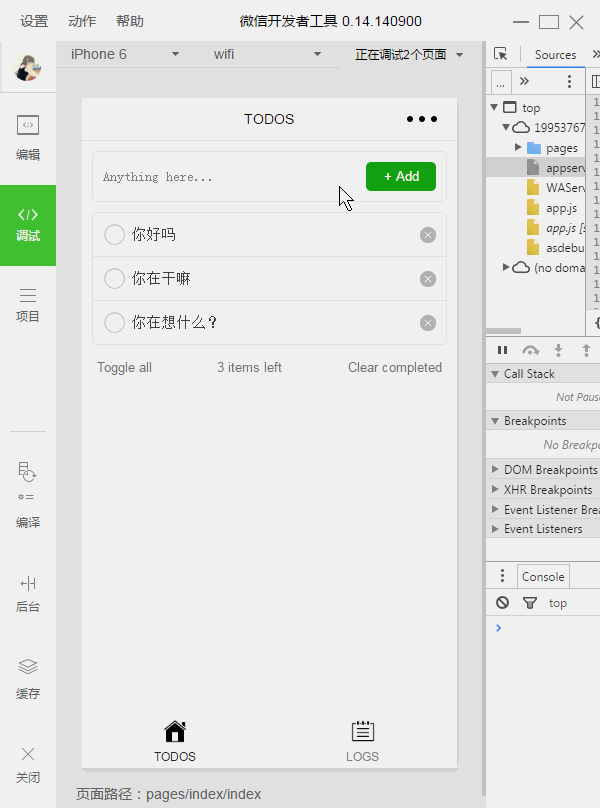 设置 动作 帮助 微信开发者工具 0.14.140900
iPhone 6 wifi 正在调试2个页面
编辑
调试
项目
编译
后台
缓存
关闭
TODOS
Anything here...
+ Add
你好吗
你在干嘛
你在想什么？
Toggle all 3 items left Clear completed
TODOS LOGS
页面路径：pages/index/index
Sources
...
top
19953767
pages
appserv
WAServ
app.js
app.js [s
asdebu
(no doma
Call Stack
Not Pause
Breakpoints
No Breakpo
DOM Breakpoints
XHR Breakpoints
Event Listener Brea
Event Listeners
Console
top